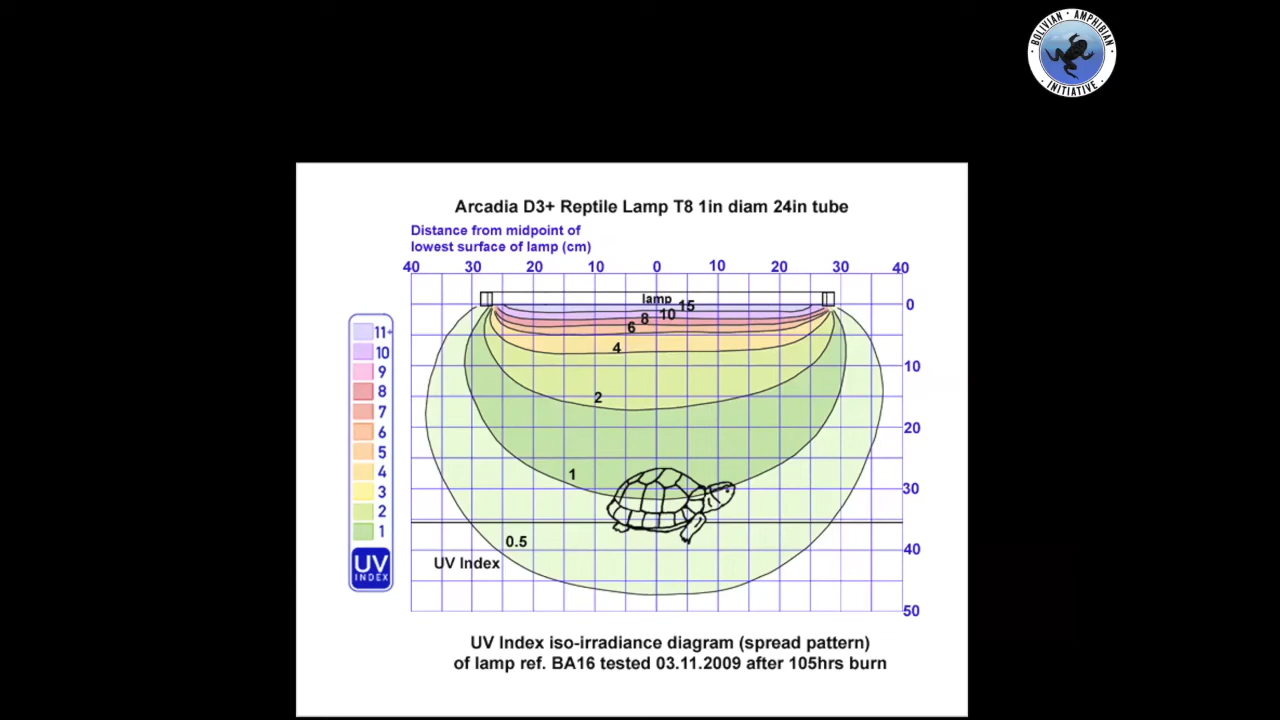 BOLIVIAN · AMPHIBIAN
· INITIATIVE ·
Arcadia D3+ Reptile Lamp T8 1in diam 24in tube
Distance from midpoint of
lowest surface of lamp (cm)
40 30 20 10 0 10 20 30 40
lamp
0
10
20
30
40
50
15
10
8
6
4
2
1
0.5
UV Index
11+
10
9
8
7
6
5
4
3
2
1
UV
INDEX
UV Index iso-irradiance diagram (spread pattern)
of lamp ref. BA16 tested 03.11.2009 after 105hrs burn